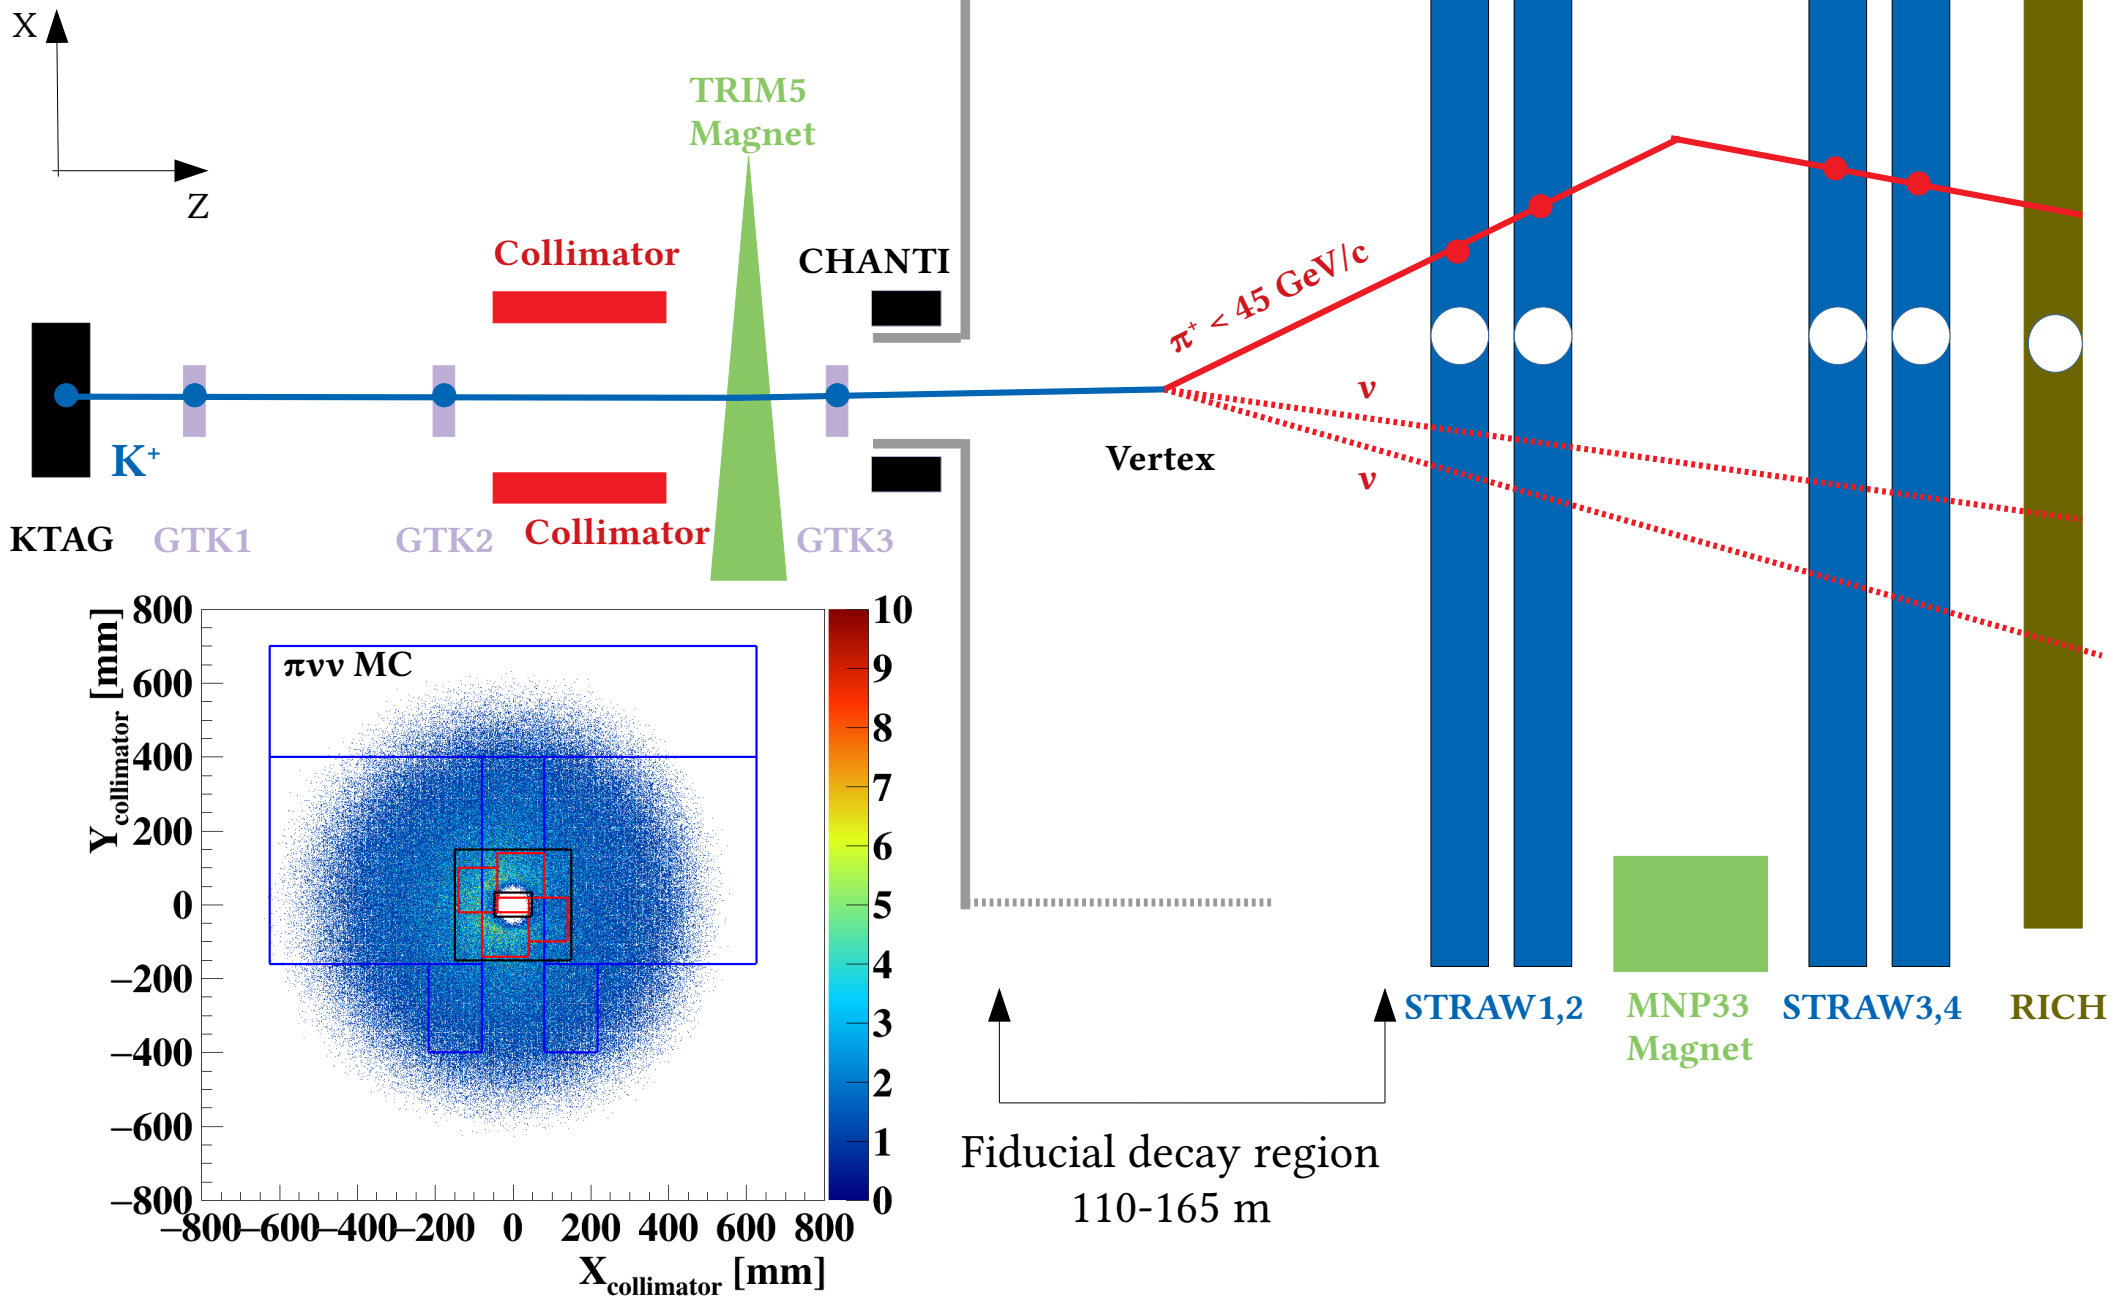 X
Z
TRIM5
Magnet
Collimator
CHANTI
π⁺ < 45 GeV/c
K⁺
ν
Vertex
ν
KTAG
GTK1
GTK2
Collimator
GTK3
πνν MC
Y_collimator [mm]
800
600
400
200
0
−200
−400
−600
−800
10
9
8
7
6
5
4
3
2
1
0
−800 −600 −400 −200 0 200 400 600 800
X_collimator [mm]
STRAW1,2
MNP33
Magnet
STRAW3,4
RICH
Fiducial decay region
110-165 m